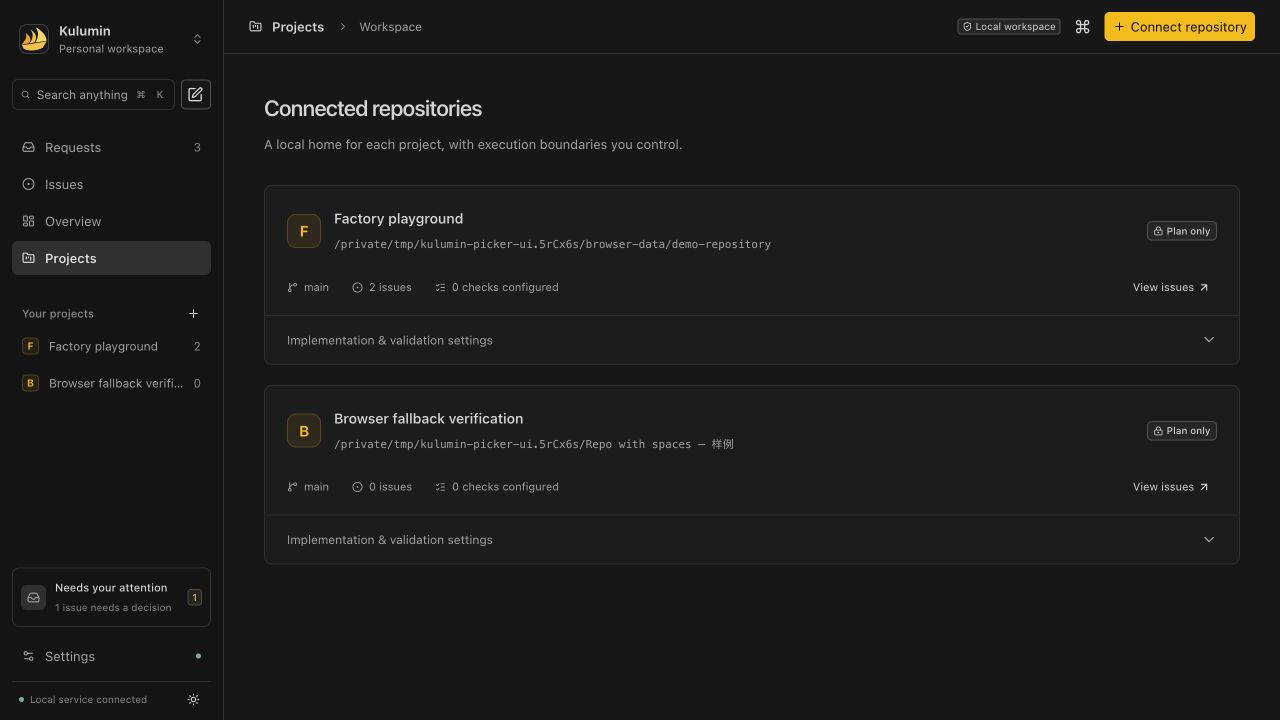 Kulumin
Personal workspace
Search anything ⌘ K
Requests 3
Issues
Overview
Projects
Your projects +
F Factory playground 2
B Browser fallback verifi... 0
Needs your attention
1 issue needs a decision
1
Settings
Local service connected
Projects > Workspace
Local workspace
⌘
+ Connect repository
Connected repositories
A local home for each project, with execution boundaries you control.
F
Factory playground
/private/tmp/kulumin-picker-ui.5rCx6s/browser-data/demo-repository
Plan only
main 2 issues 0 checks configured
View issues ↗
Implementation & validation settings
B
Browser fallback verification
/private/tmp/kulumin-picker-ui.5rCx6s/Repo with spaces — 样例
Plan only
main 0 issues 0 checks configured
View issues ↗
Implementation & validation settings